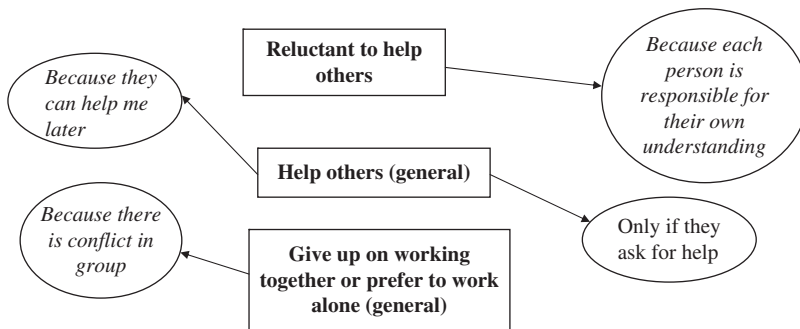 Reluctant to help
others
Because each
person is
responsible for
their own
understanding
Because they
can help me
later
Help others (general)
Only if they
ask for help
Because there
is conflict in
group
Give up on working
together or prefer to work
alone (general)